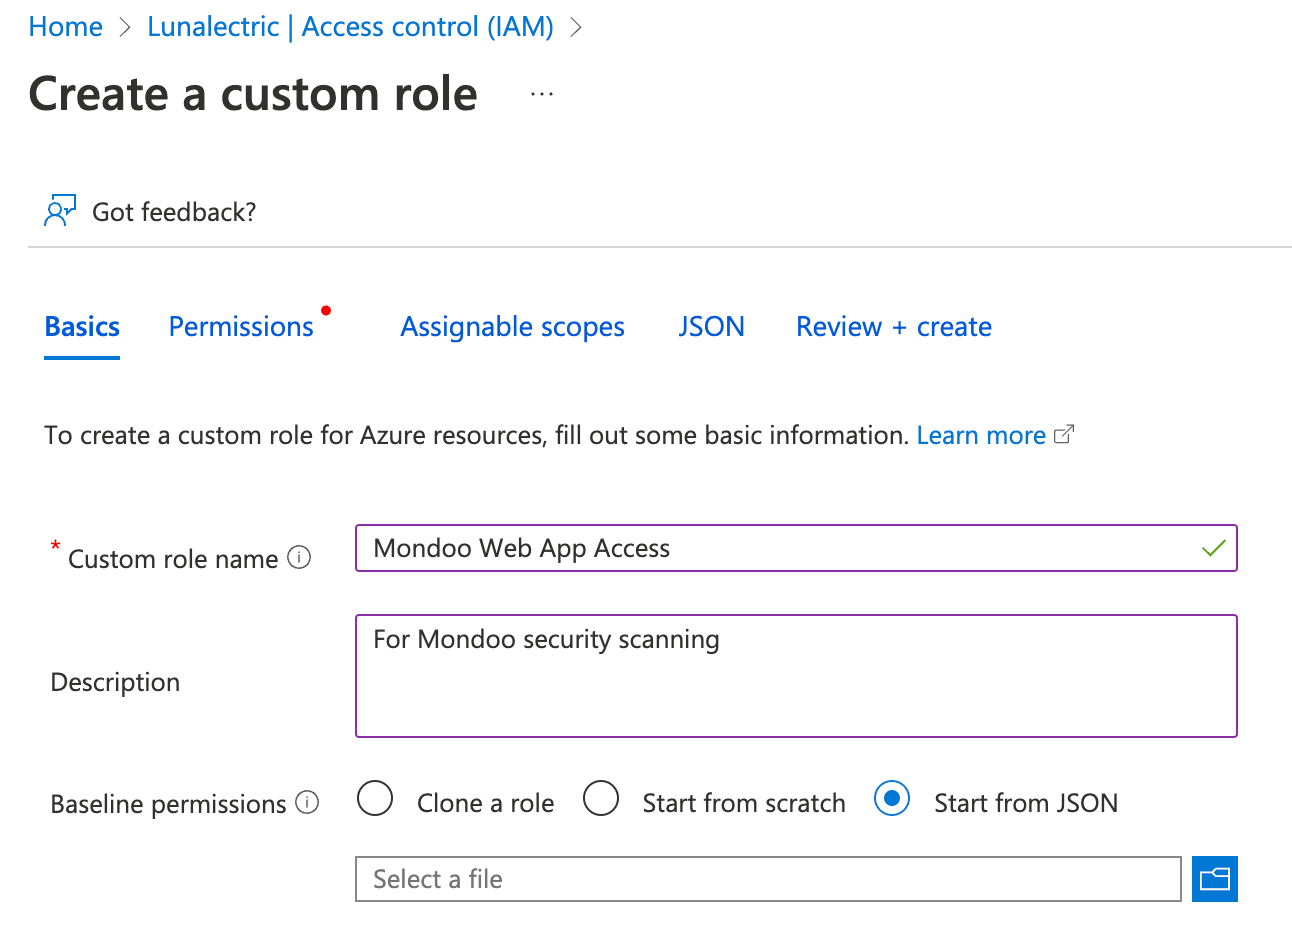 Home > Lunalectric | Access control (IAM) >
Create a custom role ...
Got feedback?
Basics Permissions Assignable scopes JSON Review + create
To create a custom role for Azure resources, fill out some basic information. Learn more
* Custom role name Mondoo Web App Access
Description For Mondoo security scanning
Baseline permissions Clone a role Start from scratch Start from JSON
Select a file